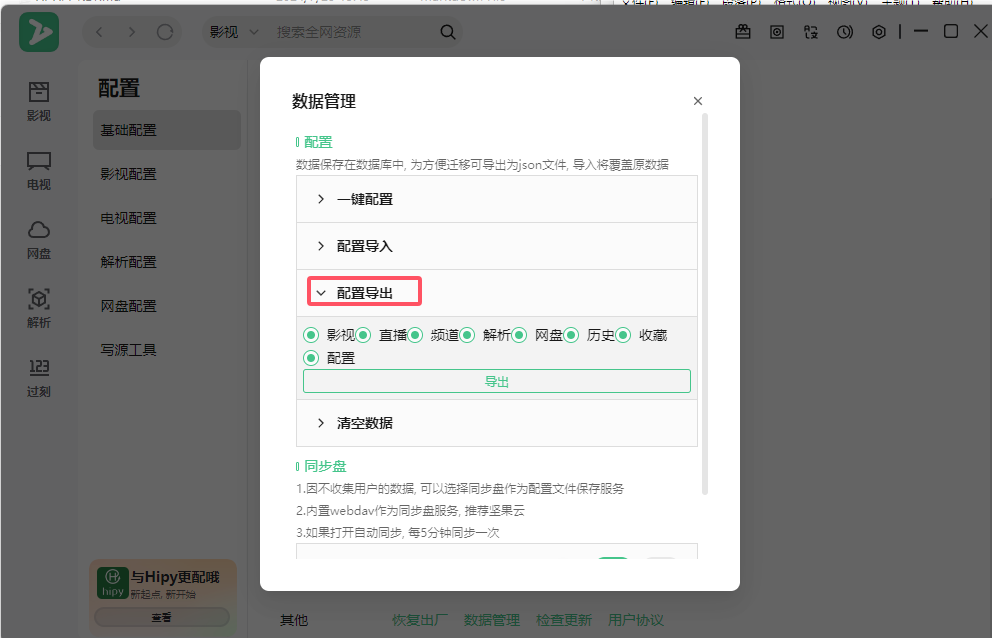 影视
搜索全网资源
影视
电视
网盘
解析
123
过刻
配置
基础配置
影视配置
电视配置
解析配置
网盘配置
写源工具
hipy
与Hipy更配哦
新起点, 新开始
查看
数据管理
配置
数据保存在数据库中, 为方便迁移可导出为json文件, 导入将覆盖原数据
一键配置
配置导入
配置导出
影视 直播 频道 解析 网盘 历史 收藏
配置
导出
清空数据
同步盘
1.因不收集用户的数据, 可以选择同步盘作为配置文件保存服务
2.内置webdav作为同步盘服务, 推荐坚果云
3.如果打开自动同步, 每5分钟同步一次
其他 恢复出厂 数据管理 检查更新 用户协议